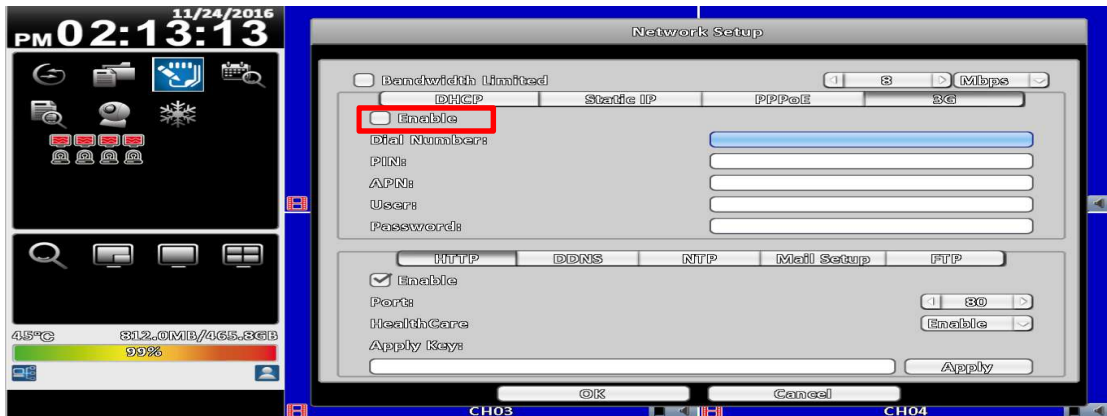 11/24/2016
PM 02:13:13
45°C 812.0MB/465.8GB
99%
Network Setup
Bandwidth Limited 8 Mbps
DHCP Static IP PPPoE 3G
Enable
Dial Number:
PIN:
APN:
User:
Password:
HTTP DDNS NTP Mail Setup FTP
Enable
Port: 80
HealthCare Enable
Apply Key:
Apply
OK Cancel
CH03 CH04